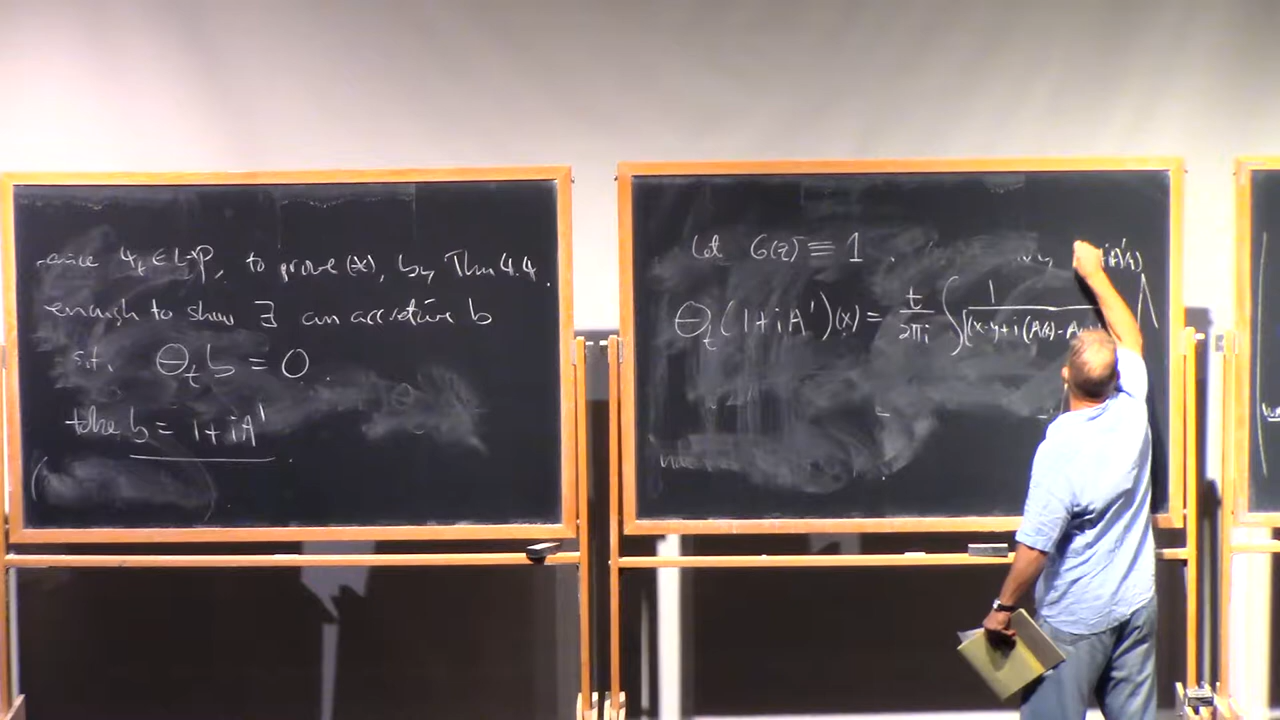 since Ψ_t ∈ L-P, to prove (*), by Thm 4.4.
enough to show ∃ an accretive b
s.t. Θ_t b = 0.
take b = 1+iA'.
Let G(z) ≡ 1.
Θ_t(1+iA')(x) = t/2πi ∫ 1/[(x-y+i(A(x)-A
+iA'(y)